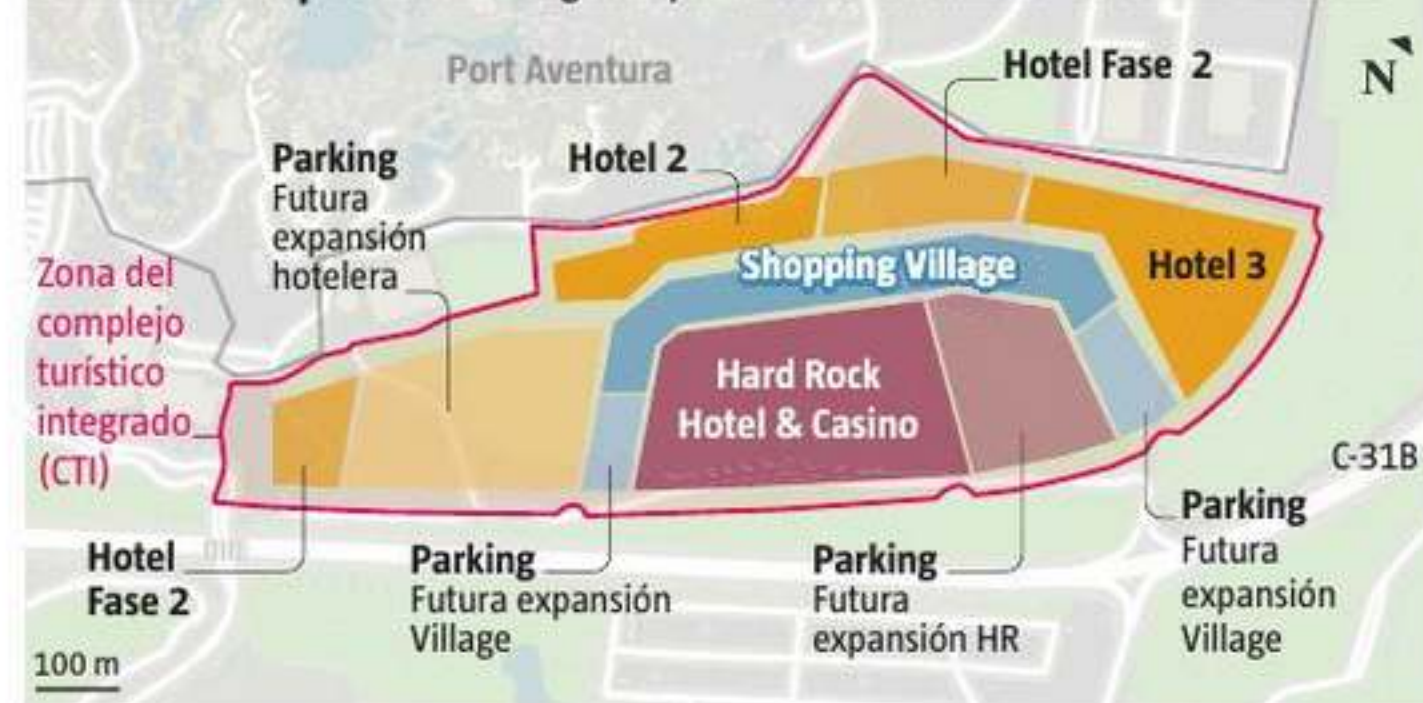 Port Aventura
Hotel Fase 2
N
Parking
Futura
expansión
hotelera
Hotel 2
Zona del
complejo
turístico
integrado
(CTI)
Shopping Village
Hotel 3
Hard Rock
Hotel & Casino
C-31B
Hotel
Fase 2
Parking
Futura expansión
Village
Parking
Futura
expansión HR
Parking
Futura
expansión
Village
100 m